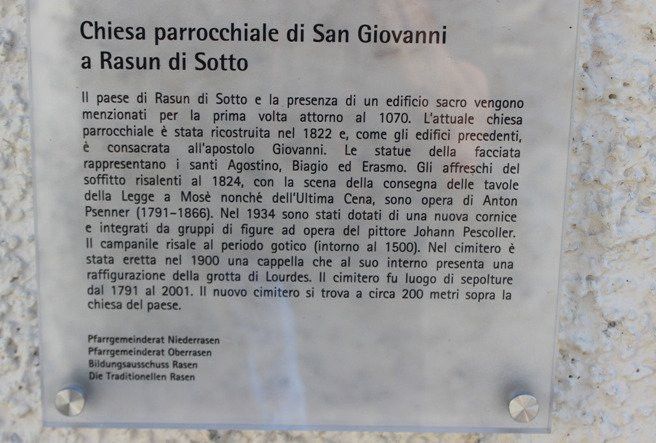 Chiesa parrocchiale di San Giovanni
a Rasun di Sotto
Il paese di Rasun di Sotto e la presenza di un edificio sacro vengono
menzionati per la prima volta attorno al 1070. L'attuale chiesa
parrocchiale è stata ricostruita nel 1822 e, come gli edifici precedenti,
è consacrata all'apostolo Giovanni. Le statue della facciata
rappresentano i santi Agostino, Biagio ed Erasmo. Gli affreschi del
soffitto risalenti al 1824, con la scena della consegna delle tavole
della Legge a Mosè nonché dell'Ultima Cena, sono opera di Anton
Psenner (1791–1866). Nel 1934 sono stati dotati di una nuova cornice
e integrati da gruppi di figure ad opera del pittore Johann Pescoller.
Il campanile risale al periodo gotico (intorno al 1500). Nel cimitero è
stata eretta nel 1900 una cappella che al suo interno presenta una
raffigurazione della grotta di Lourdes. Il cimitero fu luogo di sepolture
dal 1791 al 2001. Il nuovo cimitero si trova a circa 200 metri sopra la
chiesa del paese.
Pfarrgemeinderat Niederrasen
Pfarrgemeinderat Oberrasen
Bildungsausschuss Rasen
Die Traditionellen Rasen